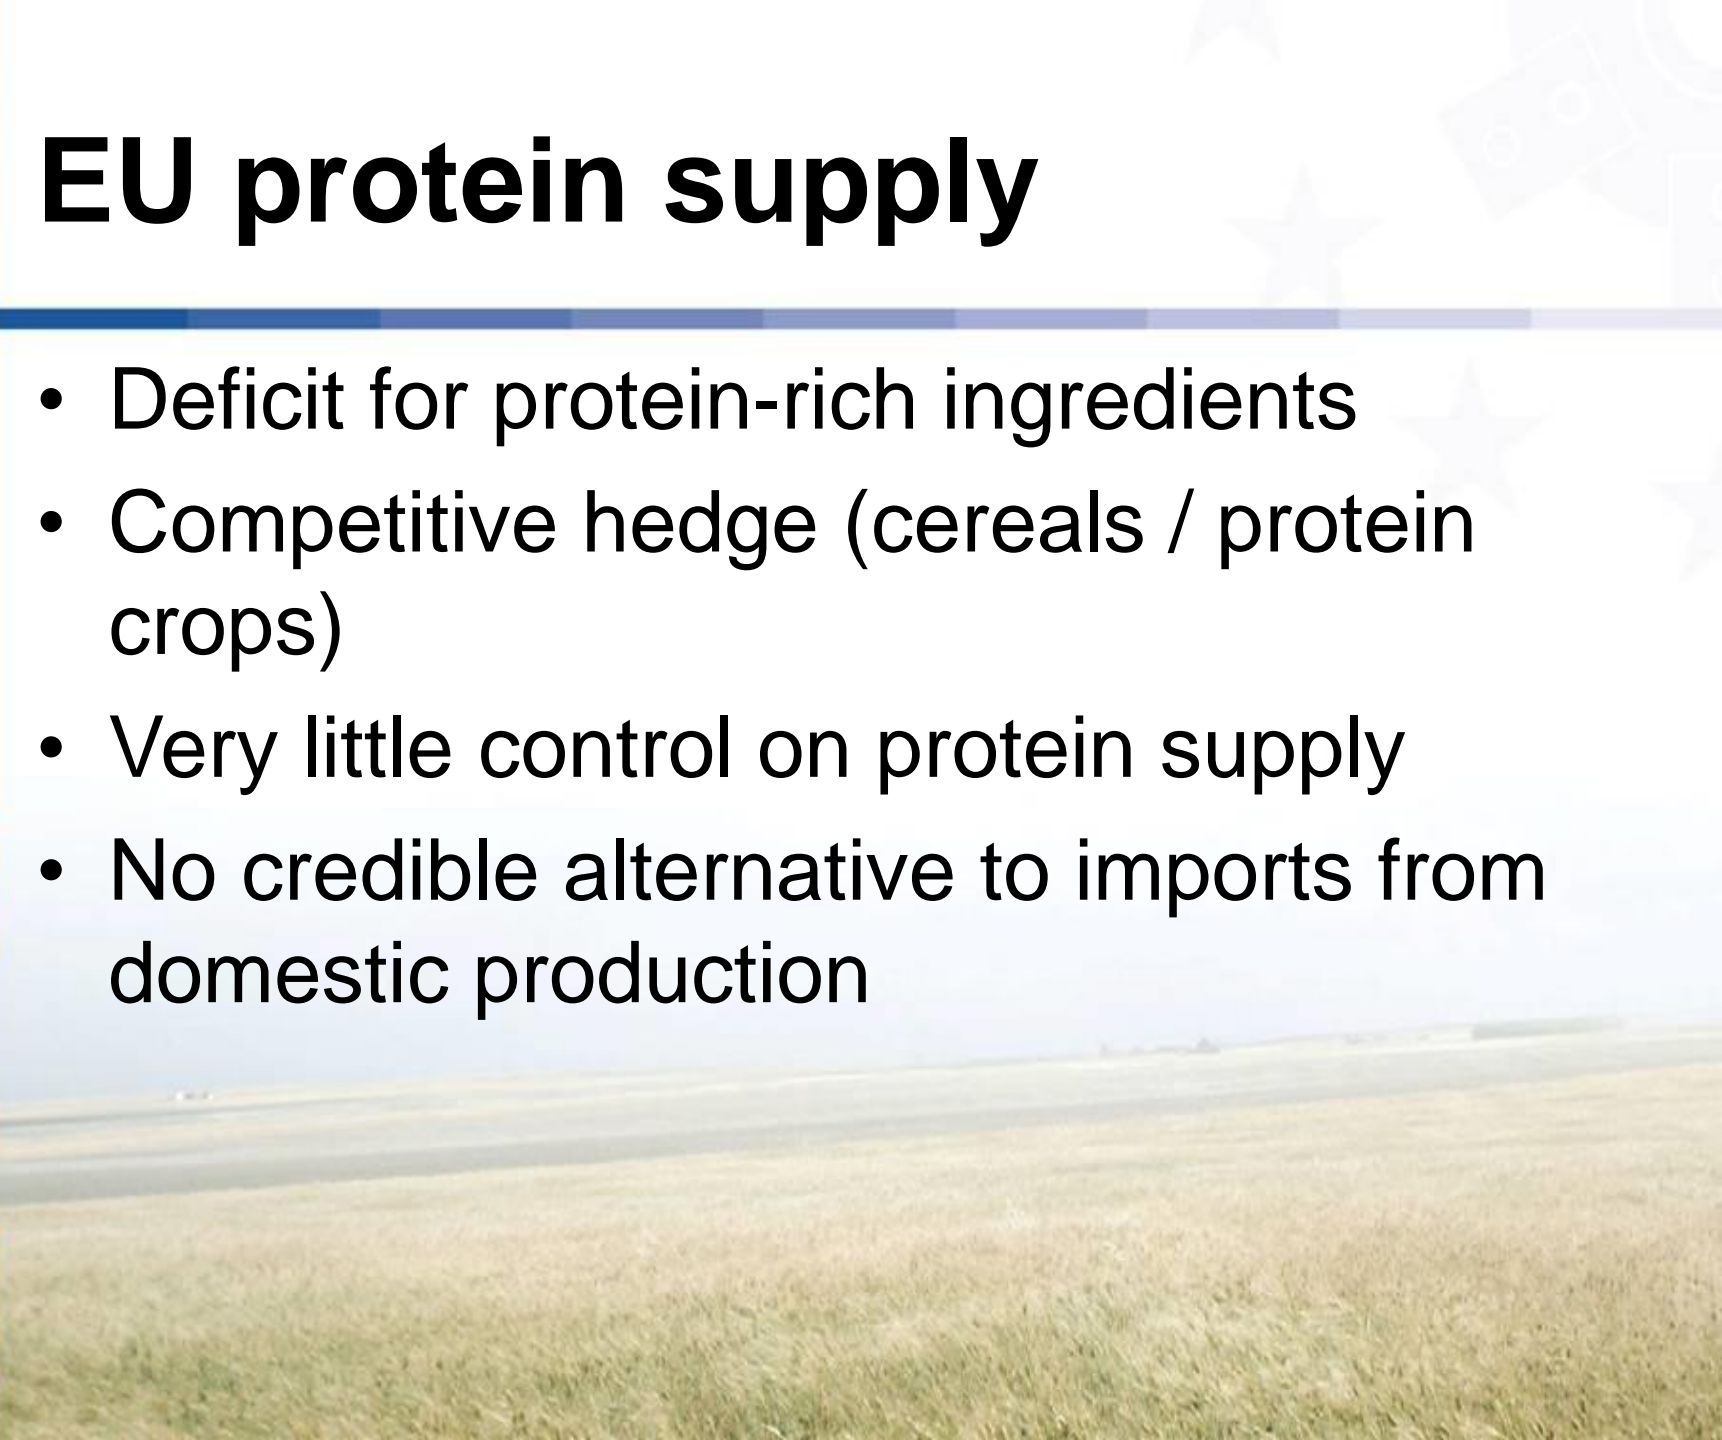 EU protein supply
• Deficit for protein-rich ingredients
• Competitive hedge (cereals / protein
crops)
• Very little control on protein supply
• No credible alternative to imports from
domestic production